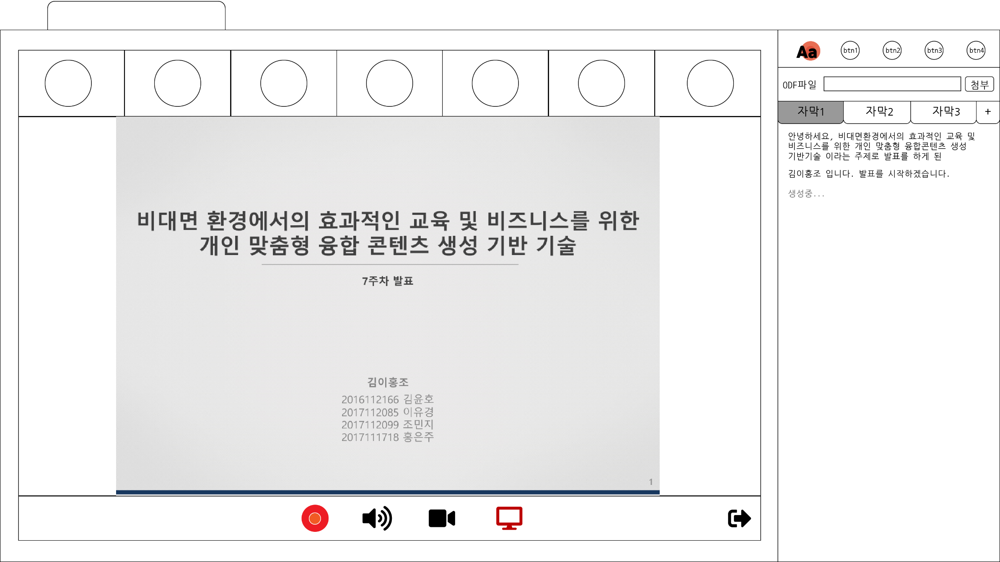 Aa btn1 btn2 btn3 btn4
ODF파일 첨부
자막1 자막2 자막3 +
안녕하세요, 비대면환경에서의 효과적인 교육 및
비즈니스를 위한 개인 맞춤형 융합콘텐츠 생성
기반기술 이라는 주제로 발표를 하게 된
김이홍조 입니다. 발표를 시작하겠습니다.
생성중...
비대면 환경에서의 효과적인 교육 및 비즈니스를 위한
개인 맞춤형 융합 콘텐츠 생성 기반 기술
7주차 발표
김이홍조
2016112166 김윤호
2017112085 이유경
2017112099 조민지
2017111718 홍은주
1